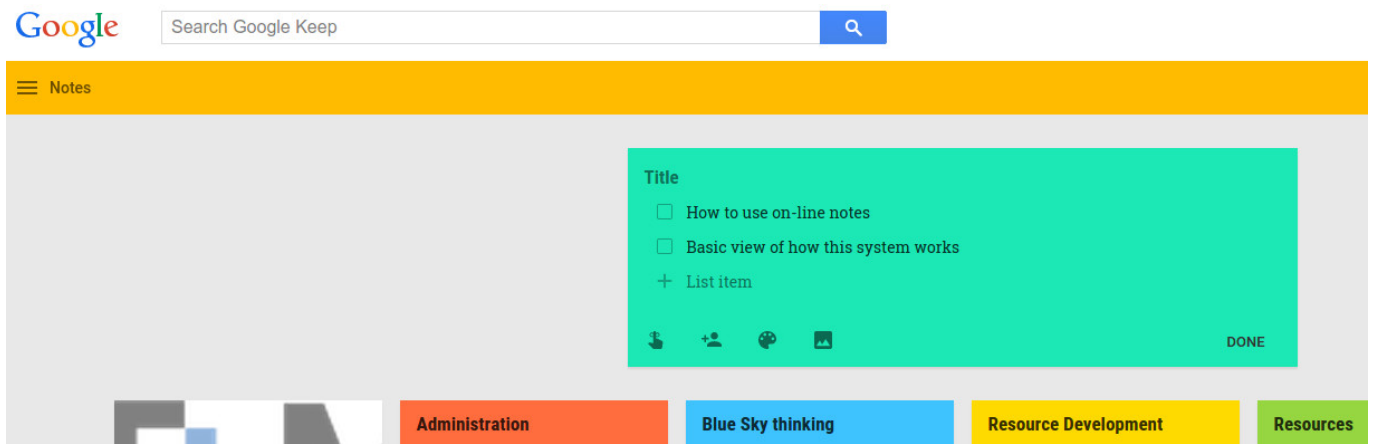 Google
Search Google Keep
Notes
Title
How to use on-line notes
Basic view of how this system works
List item
DONE
Administration
Blue Sky thinking
Resource Development
Resources